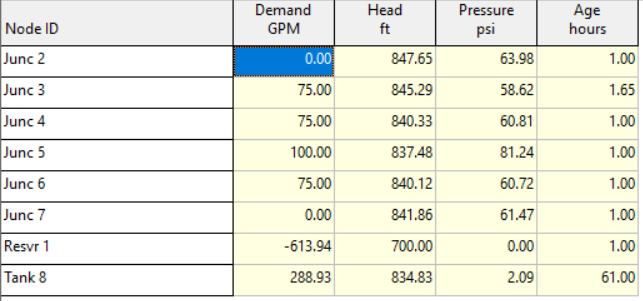 Node ID Demand GPM Head ft Pressure psi Age hours
Junc 2 0.00 847.65 63.98 1.00
Junc 3 75.00 845.29 58.62 1.65
Junc 4 75.00 840.33 60.81 1.00
Junc 5 100.00 837.48 81.24 1.00
Junc 6 75.00 840.12 60.72 1.00
Junc 7 0.00 841.86 61.47 1.00
Resvr 1 -613.94 700.00 0.00 1.00
Tank 8 288.93 834.83 2.09 61.00